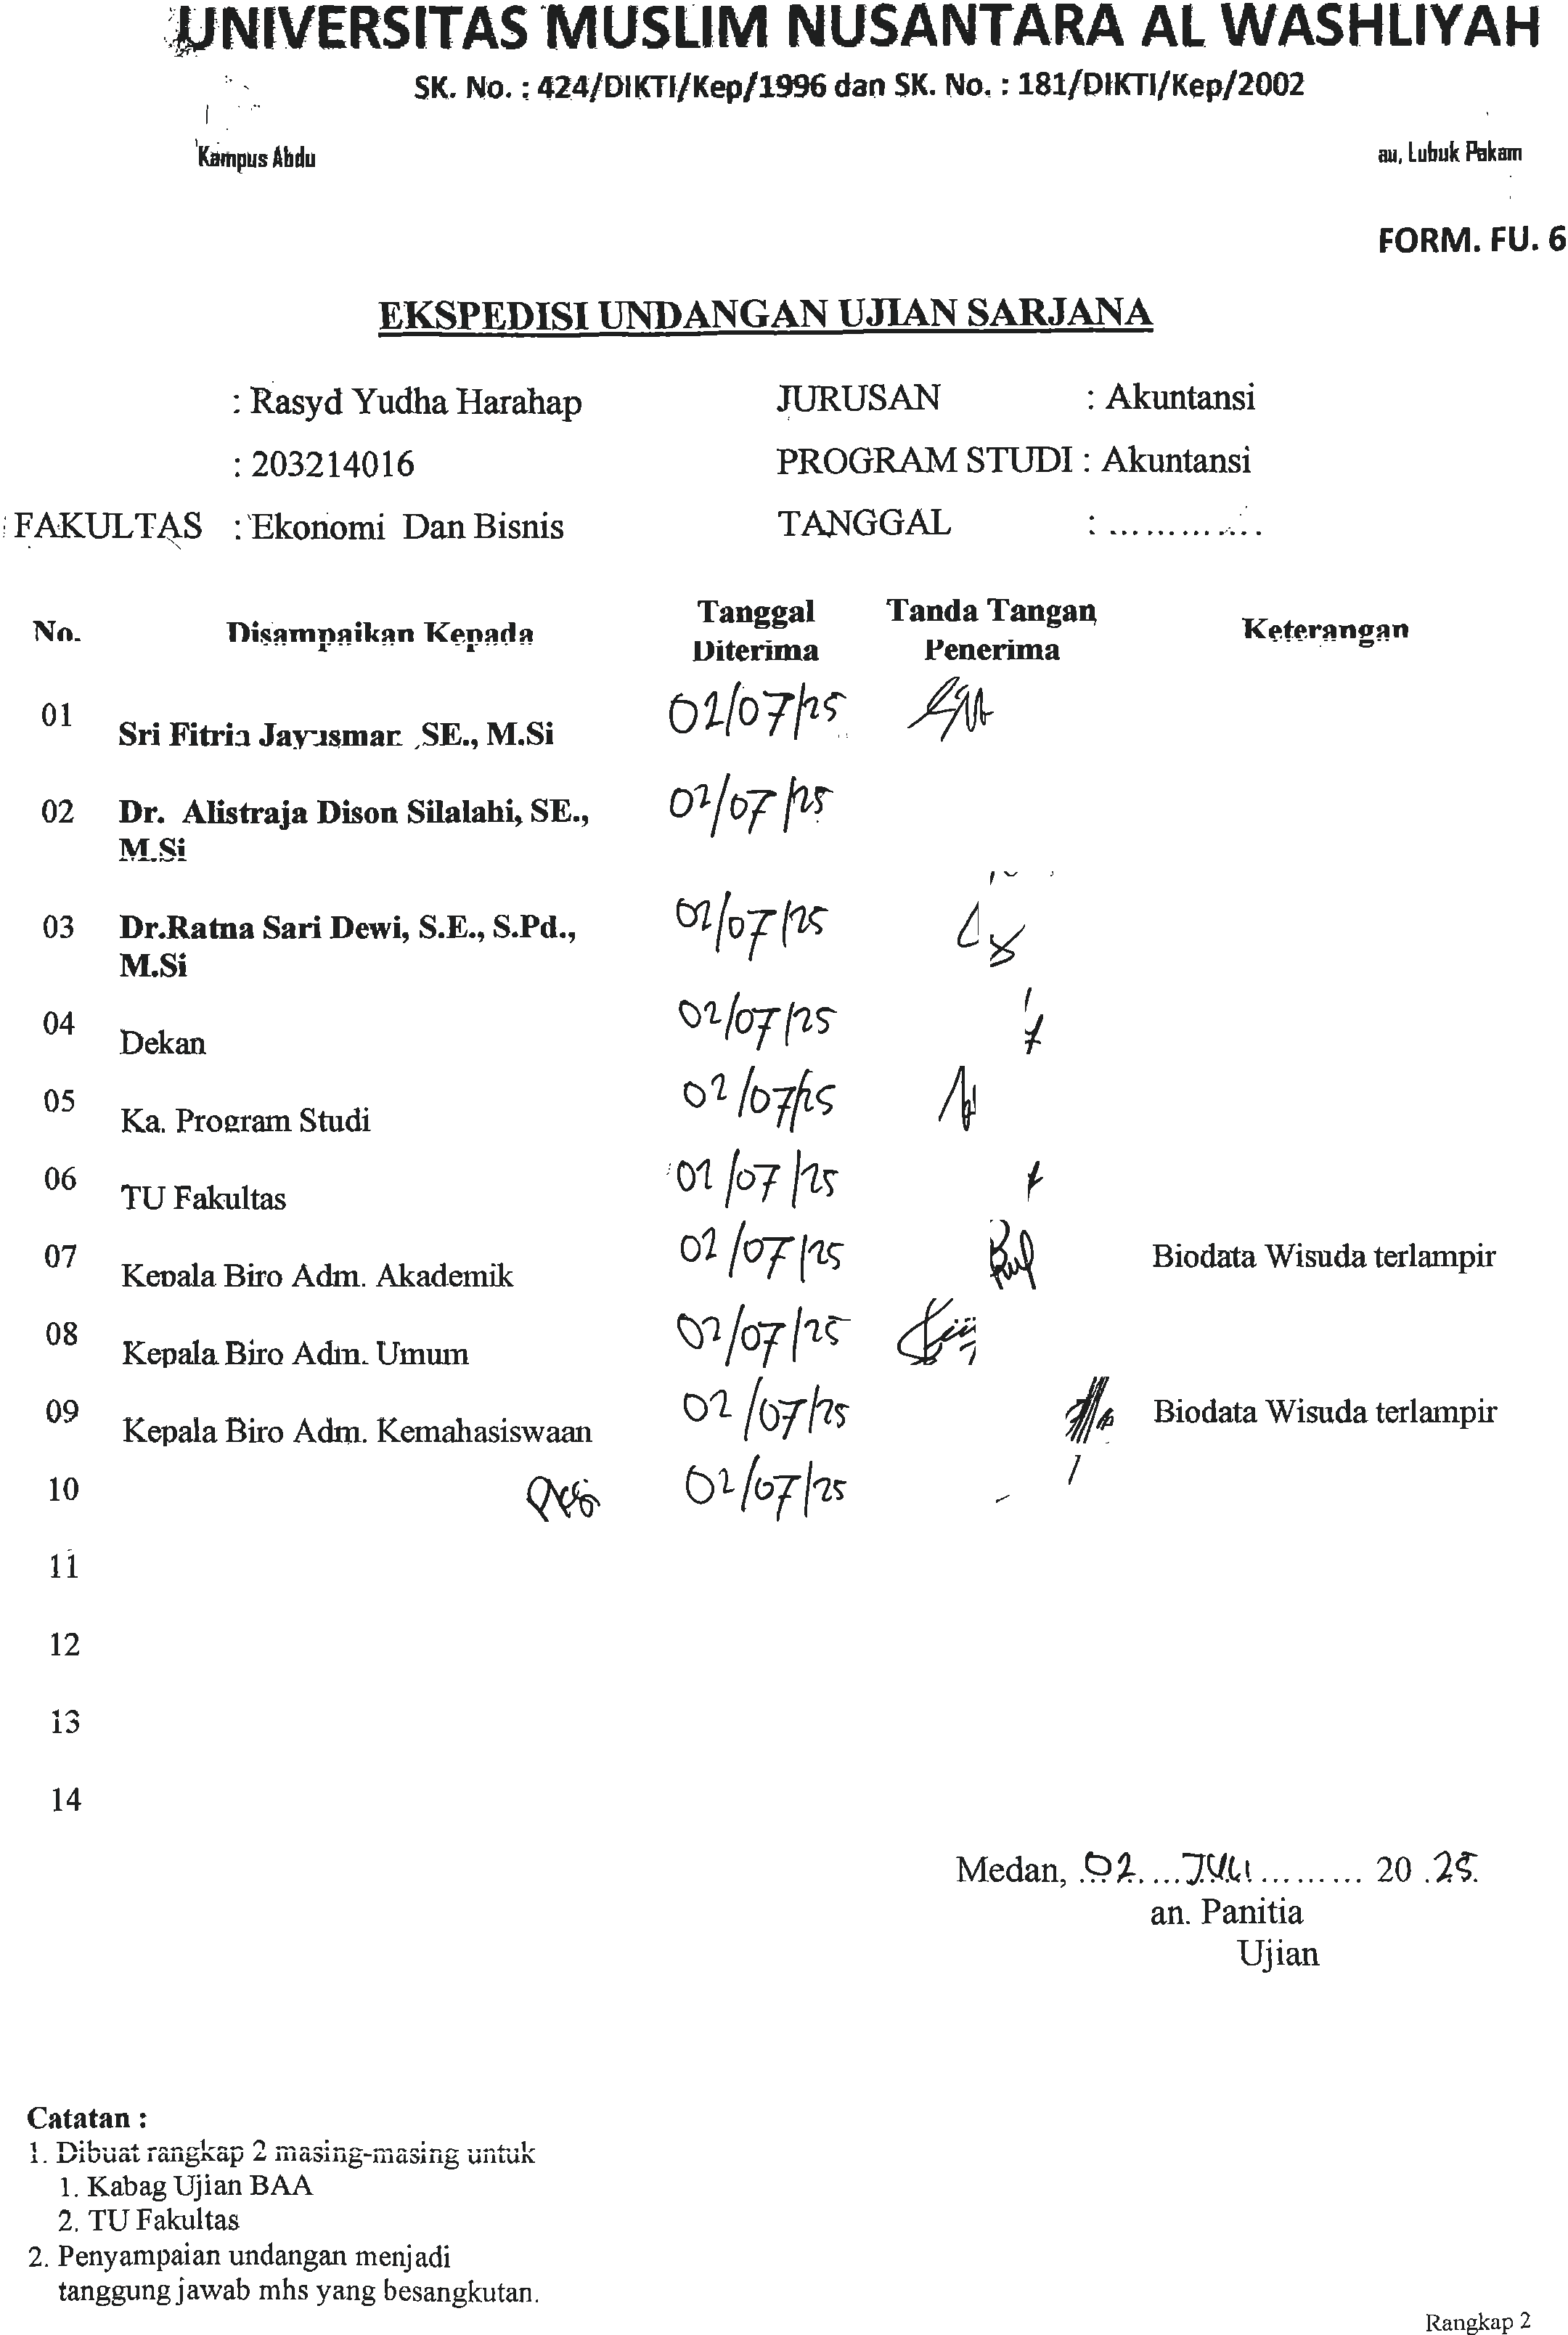 UNIVERSITAS MUSLIM NUSANTARA AL WASHLIYAH
SK. No. : 424/DIKTI/Kep/1996 dan SK. No. : 181/DIKTI/Kep/2002
Kampus Abdu au, Lubuk Pakam
FORM. FU. 6
EKSPEDISI UNDANGAN UJIAN SARJANA
: Rasyd Yudha Harahap JURUSAN : Akuntansi
: 203214016 PROGRAM STUDI : Akuntansi
FAKULTAS : Ekonomi Dan Bisnis TANGGAL : ............
No. Disampaikan Kepada Tanggal Diterima Tanda Tangan Penerima Keterangan
01 Sri Fitria Jayusman ,SE., M.Si 02/07/25
02 Dr. Alistraja Dison Silalahi, SE., 02/07/25
M.Si
03 Dr.Ratna Sari Dewi, S.E., S.Pd., 02/07/25
M.Si
04 Dekan 02/07/25
05 Ka. Program Studi 02/07/25
06 TU Fakultas 02/07/25
07 Kepala Biro Adm. Akademik 02/07/25 Biodata Wisuda terlampir
08 Kepala Biro Adm. Umum 02/07/25
09 Kepala Biro Adm. Kemahasiswaan 02/07/25 Biodata Wisuda terlampir
10 02/07/25
11
12
13
14
Medan, 02 Juli 20 25
an. Panitia
Ujian
Catatan :
1. Dibuat rangkap 2 masing-masing untuk
1. Kabag Ujian BAA
2. TU Fakultas
2. Penyampaian undangan menjadi
tanggung jawab mhs yang besangkutan.
Rangkap 2